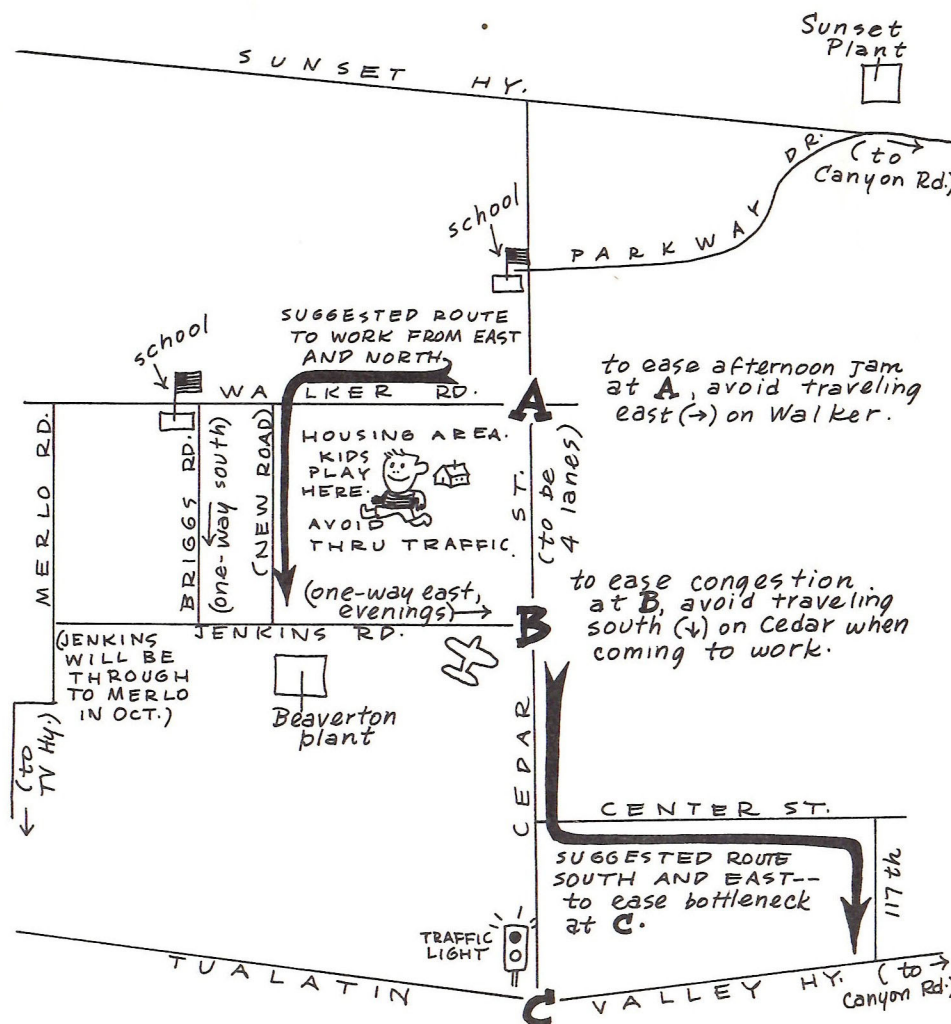 Sunset
Plant
SUNSET HY.
(to
Canyon Rd.)
PARKWAY DR.
school
school
SUGGESTED ROUTE
TO WORK FROM EAST
AND NORTH
WALKER RD.
A
to ease afternoon jam
at A, avoid traveling
east (→) on Walker.
MERLO RD.
BRIGGS RD.
(one-way south)
(NEW ROAD)
HOUSING AREA.
KIDS
PLAY
HERE.
AVOID
THRU TRAFFIC.
CEDAR ST.
(to be
4 lanes)
(one-way east,
evenings)→
JENKINS RD.
B
to ease congestion
at B, avoid traveling
south (↓) on Cedar when
coming to work.
(JENKINS
WILL BE
THROUGH
TO MERLO
IN OCT.)
Beaverton
plant
← (to
TV Hy.)
CENTER ST.
117th
SUGGESTED ROUTE
SOUTH AND EAST--
to ease bottleneck
at C.
TRAFFIC
LIGHT
TUALATIN VALLEY HY.
C
(to →
Canyon Rd.)